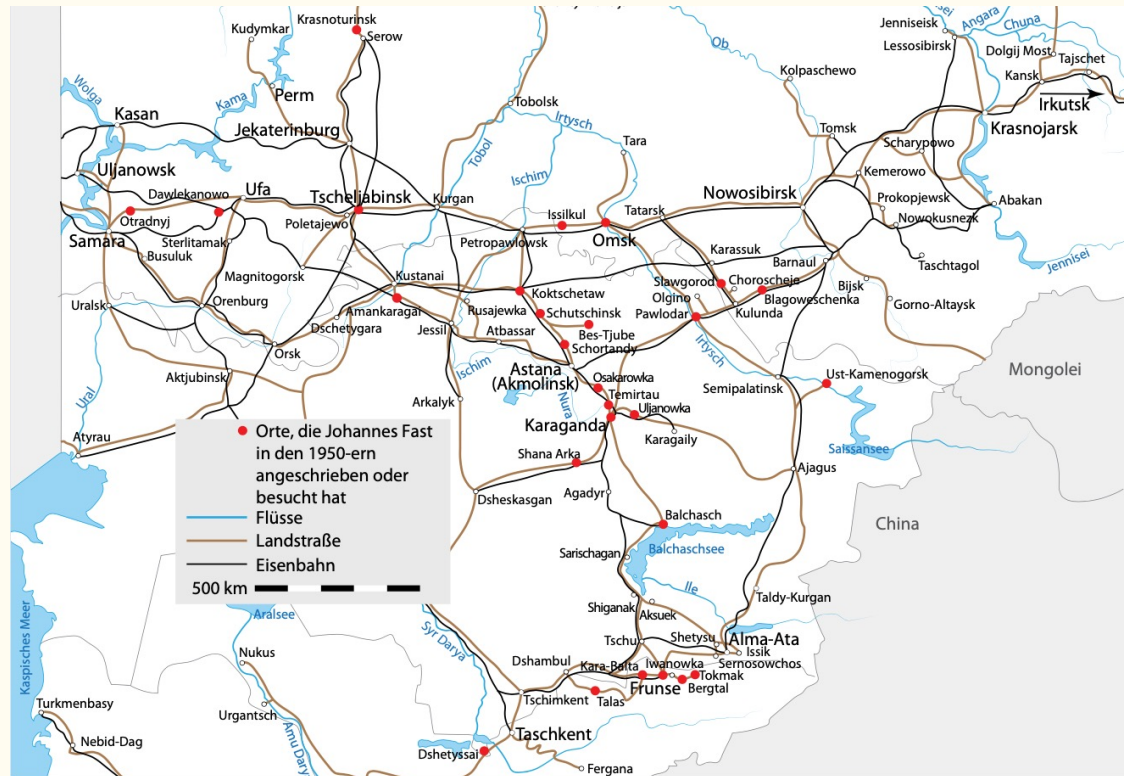 Krasnoturinsk
Serow
Kudymkar
Ob
Jenniseisk
Angara
Chuna
Lessosibirsk
Dolgij Most
Tajschet
Kolpaschewo
Kansk
Wolga
Kama
Perm
Tobolsk
Irtysch
Irkutsk
Kasan
Jekaterinburg
Tobol
Tara
Tomsk
Krasnojarsk
Scharypowo
Uljanowsk
Ischim
Kemerowo
Dawlekanowo
Ufa
Tscheljabinsk
Kurgan
Nowosibirsk
Prokopjewsk
Abakan
Otradnyj
Poletajewo
Issilkul
Tatarsk
Nowokusnezk
Samara
Sterlitamak
Omsk
Petropawlowsk
Busuluk
Karassuk
Barnaul
Taschtagol
Jennisei
Magnitogorsk
Kustanai
Slawgorod
Choroscheje
Bijsk
Uralsk
Orenburg
Koktschetaw
Olgino
Blagoweschenka
Gorno-Altaysk
Amankaragai
Rusajewka
Schutschinsk
Pawlodar
Kulunda
Dschetygara
Jessil
Atbassar
Bes-Tjube
Orsk
Schortandy
Irtysch
Mongolei
Ischim
Astana
(Akmolinsk)
Aktjubinsk
Osakarowka
Semipalatinsk
Ust-Kamenogorsk
Ural
Arkalyk
Nura
Temirtau
Uljanowka
Karaganda
Karagaily
Atyrau
Saissansee
Orte, die Johannes Fast
in den 1950-ern
angeschrieben oder
besucht hat
Flüsse
Landstraße
Eisenbahn
500 km
Shana Arka
Ajagus
Dsheskasgan
Agadyr
Balchasch
China
Sarischagan
Balchaschsee
Ile
Kaspisches Meer
Aralsee
Shiganak
Aksuek
Taldy-Kurgan
Syr Darya
Tschu
Shetysu
Alma-Ata
Issik
Sernosowchos
Nukus
Dshambul
Kara-Balta
Iwanowka
Tokmak
Frunse
Bergtal
Urgantsch
Tschimkent
Talas
Turkmenbasy
Amu Dary
Taschkent
Nebid-Dag
Dshetyssai
Fergana